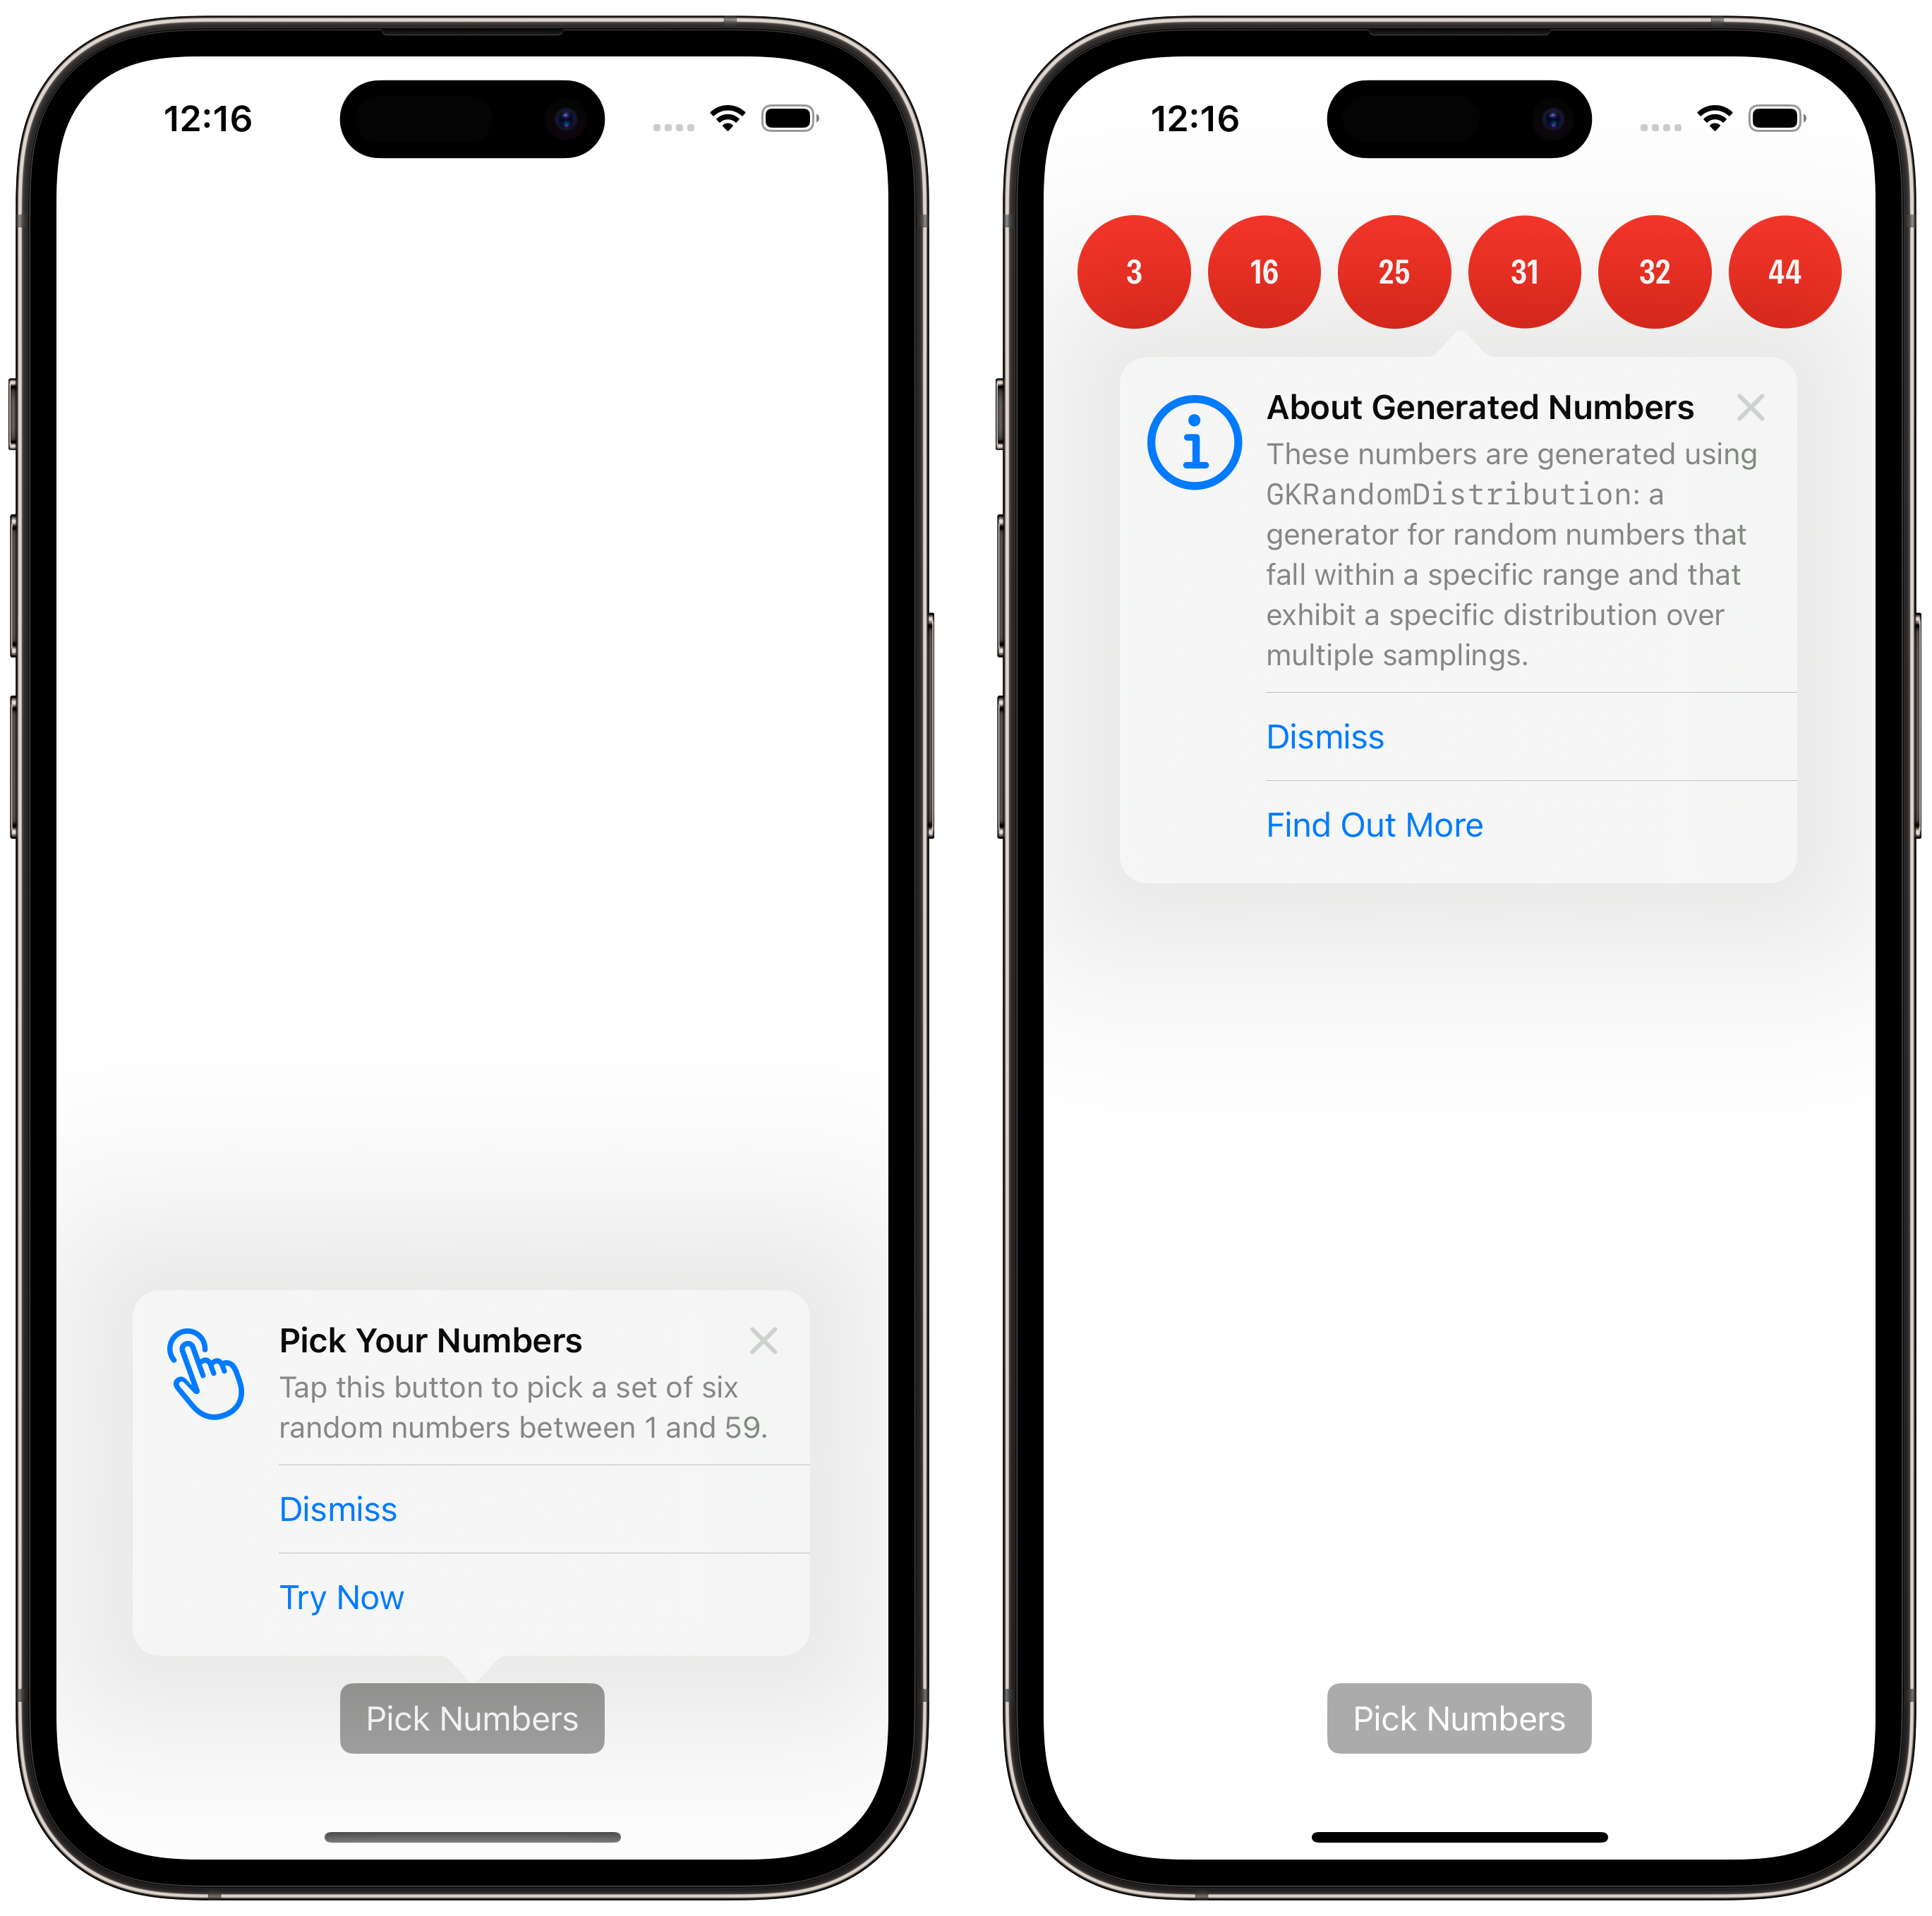 12:16
Pick Your Numbers
Tap this button to pick a set of six
random numbers between 1 and 59.
Dismiss
Try Now
Pick Numbers
12:16
3 16 25 31 32 44
About Generated Numbers
These numbers are generated using
GKRandomDistribution: a
generator for random numbers that
fall within a specific range and that
exhibit a specific distribution over
multiple samplings.
Dismiss
Find Out More
Pick Numbers